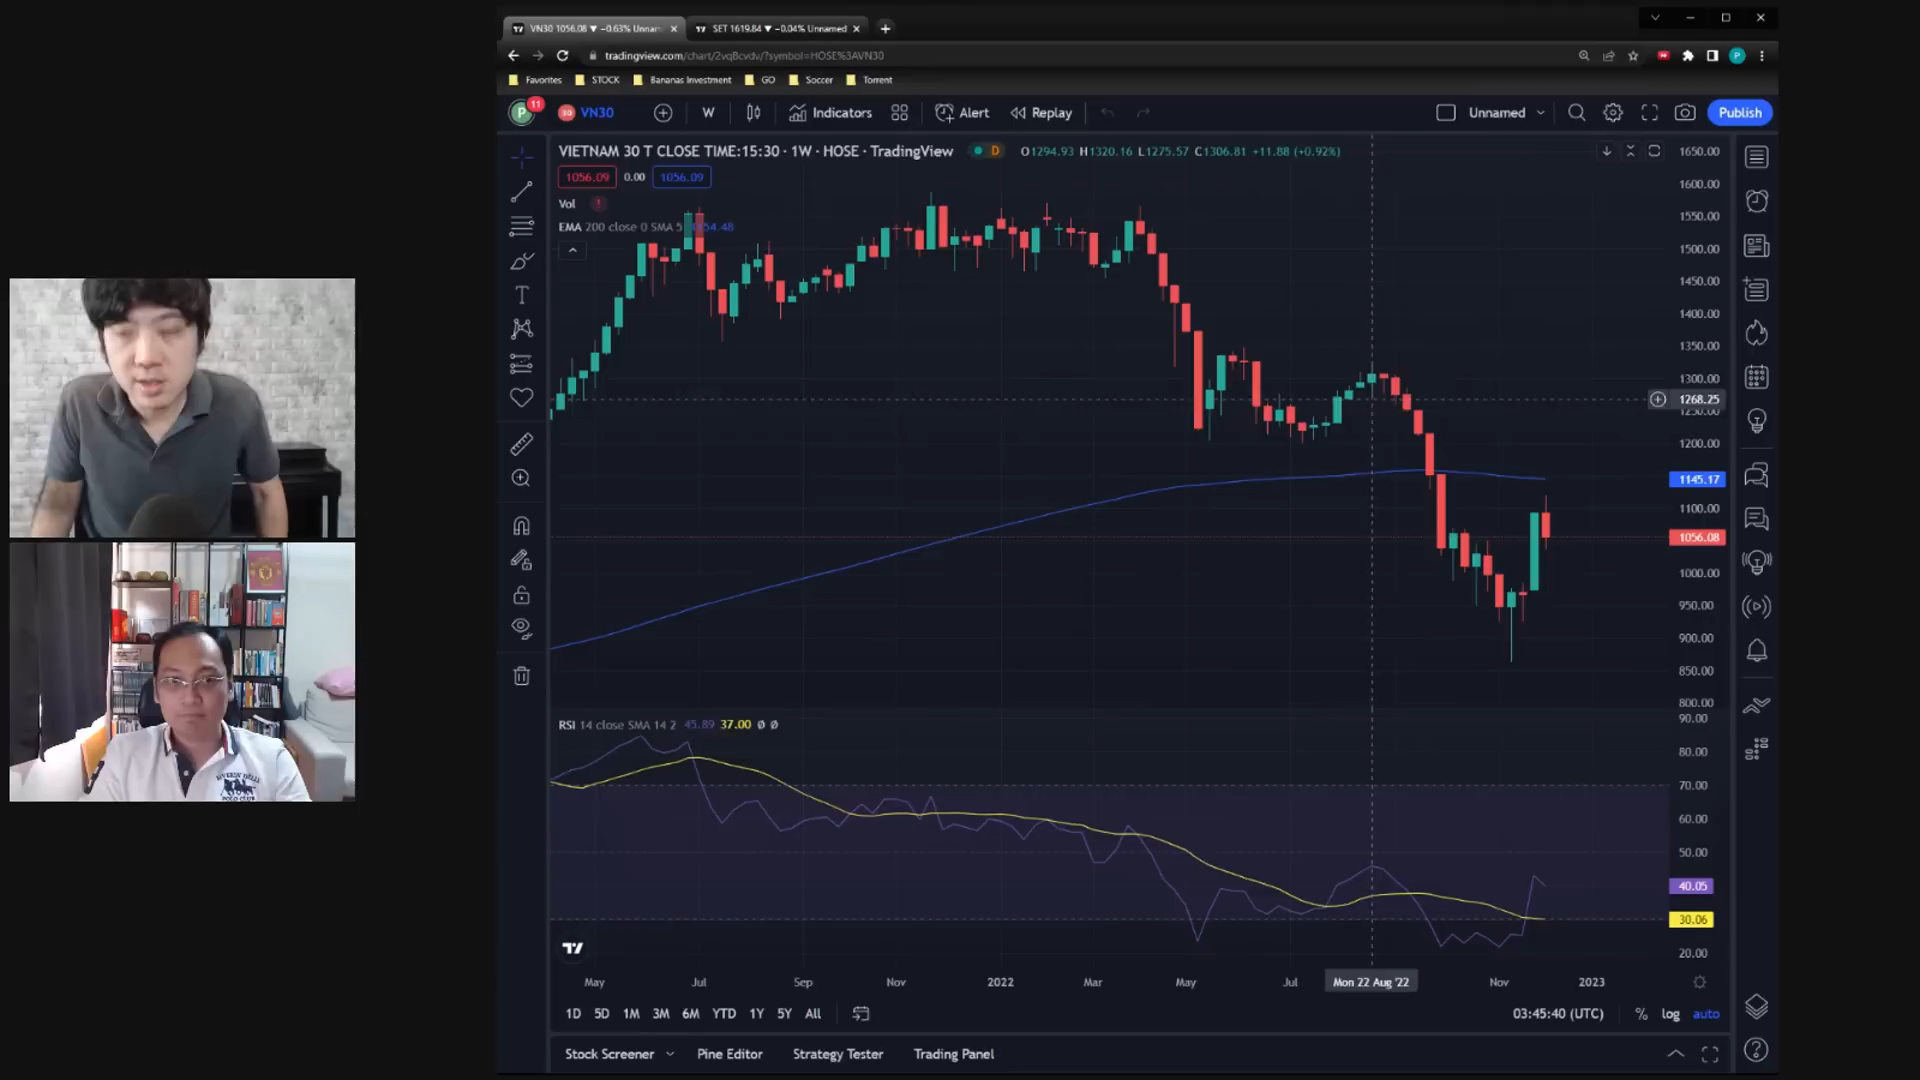 VN30 1056.08 ▼ −0.63% Unnam
SET 1619.84 ▼ −0.04% Unnamed
tradingview.com/chart/2vqBcvdv/?symbol=HOSE%3AVN30
Favorites STOCK Bananas Investment GO Soccer Torrent
P 11 30 VN30 W Indicators Alert Replay Unnamed Publish
VIETNAM 30 T CLOSE TIME:15:30 · 1W · HOSE · TradingView D O1294.93 H1320.16 L1275.57 C1306.81 +11.88 (+0.92%)
1056.09 0.00 1056.09
Vol
EMA 200 close 0 SMA 5
1650.00
1600.00
1550.00
1500.00
1450.00
1400.00
1350.00
1300.00
1268.25
1250.00
1200.00
1145.17
1100.00
1056.08
1000.00
950.00
900.00
850.00
800.00
RSI 14 close SMA 14 2 45.89 37.00 Ø Ø
90.00
80.00
70.00
60.00
50.00
40.05
30.06
20.00
May Jul Sep Nov 2022 Mar May Jul Mon 22 Aug '22 Nov 2023
1D 5D 1M 3M 6M YTD 1Y 5Y All 03:45:40 (UTC) % log auto
Stock Screener Pine Editor Strategy Tester Trading Panel
POLO CLUB